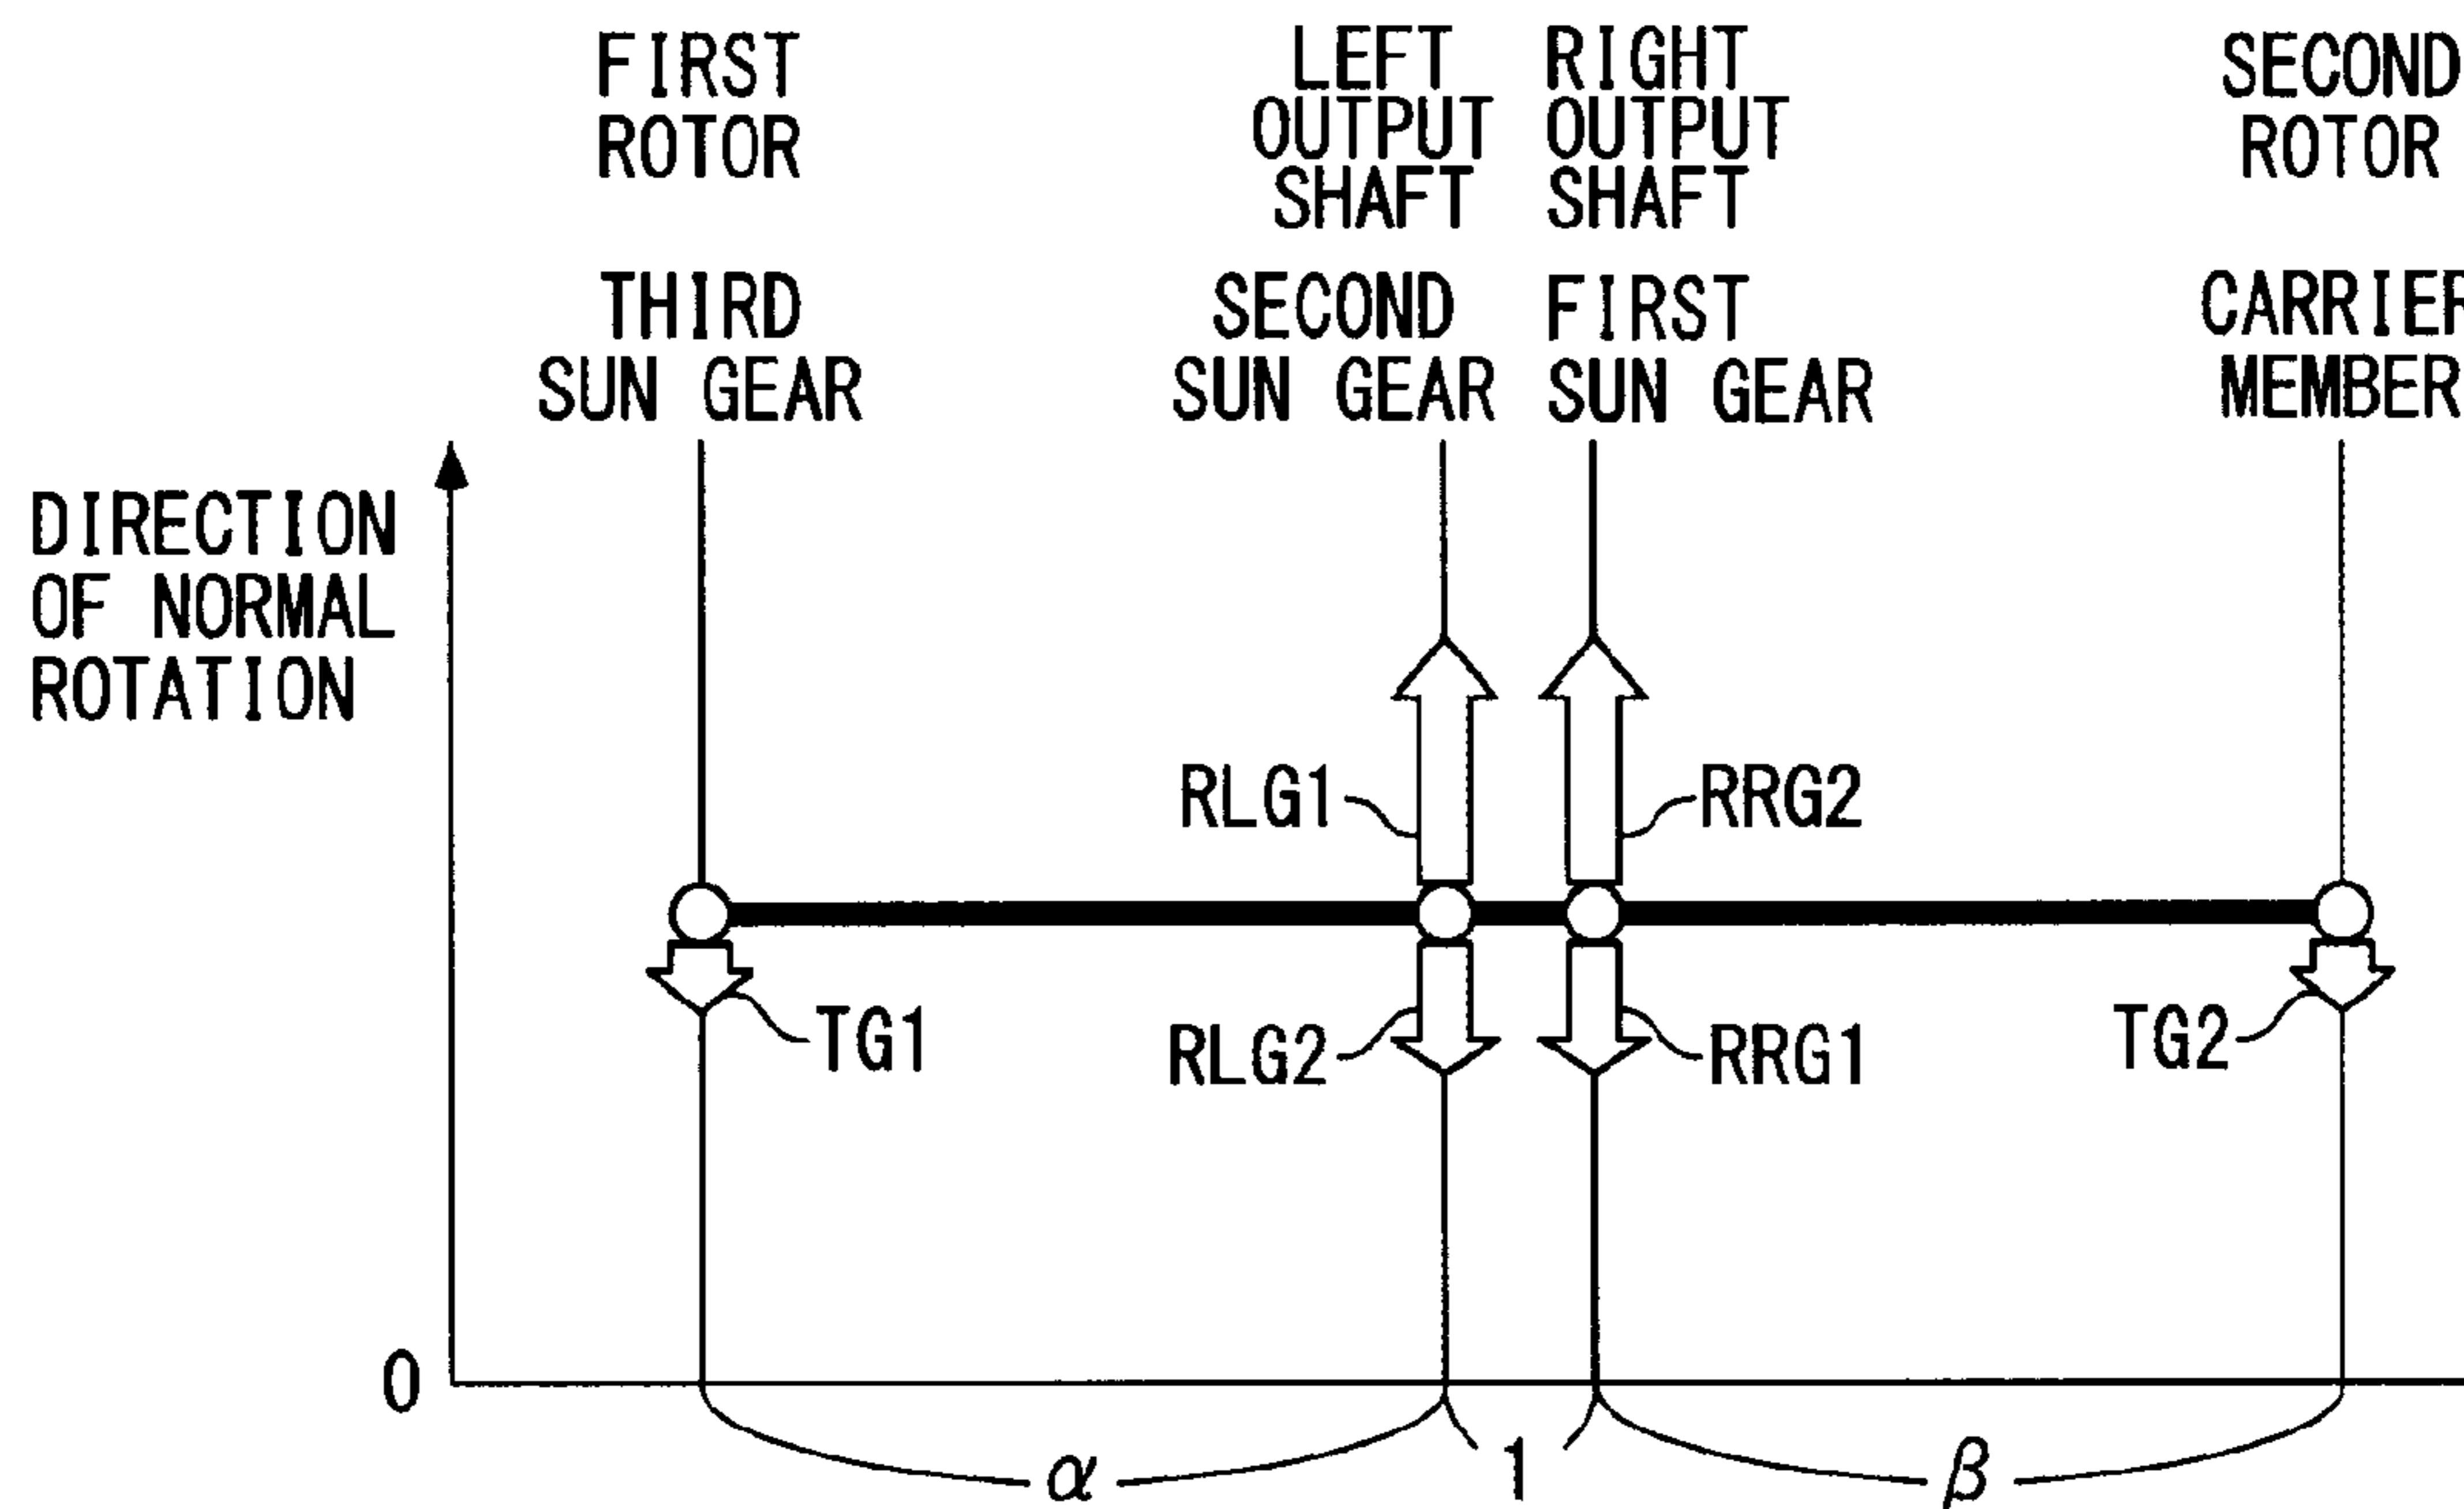 FIRST
ROTOR
LEFT
OUTPUT
SHAFT
RIGHT
OUTPUT
SHAFT
SECOND
ROTOR
THIRD
SUN GEAR
SECOND
SUN GEAR
FIRST
SUN GEAR
CARRIER
MEMBER
DIRECTION
OF NORMAL
ROTATION
RLG1
RRG2
TG1
RLG2
RRG1
TG2
0
α
1
β